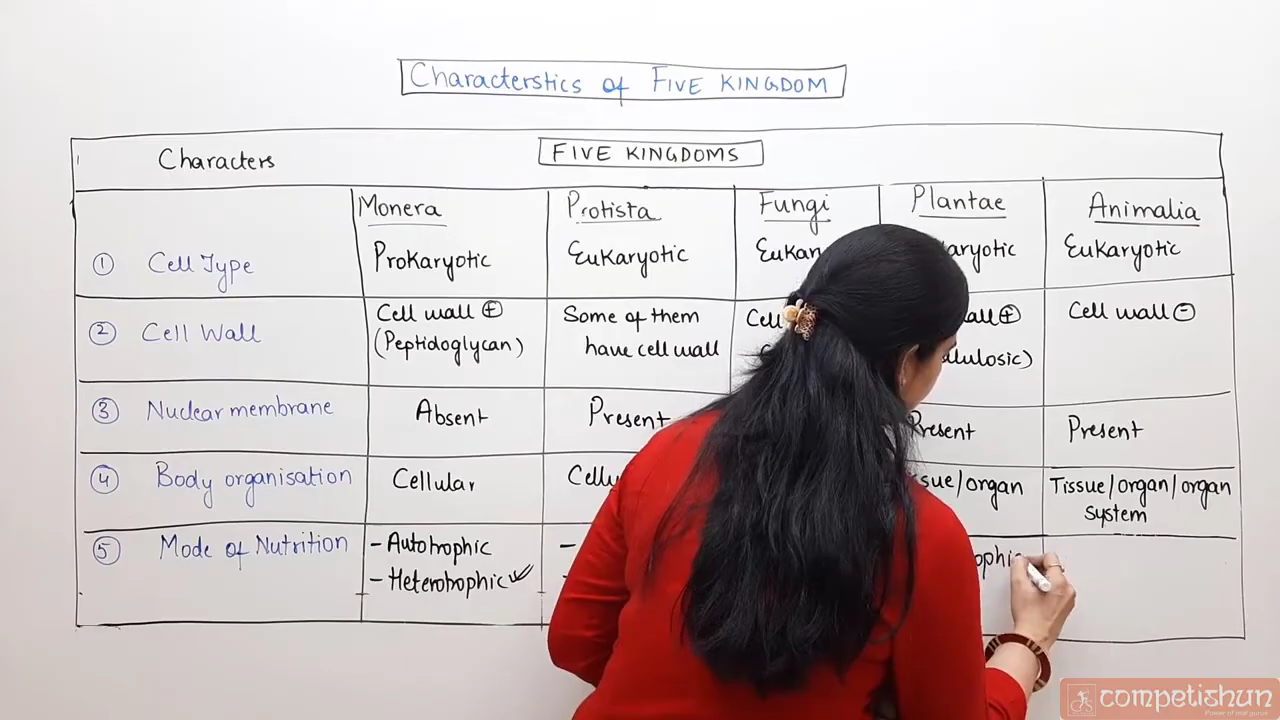 Characterstics of FIVE KINGDOM
Characters
FIVE KINGDOMS
Monera
Protista
Fungi
Plantae
Animalia
① Cell Type
Prokaryotic
Eukaryotic
Eukaryotic
② Cell Wall
Cell wall ⊕
(Peptidoglycan)
Some of them
have cell wall
Cell wall ⊖
③ Nuclear membrane
Absent
Present
Present
Present
④ Body organisation
Cellular
/organ
Tissue/organ/organ
System
⑤ Mode of Nutrition
- Autotrophic
- Heterotrophic ✓
competishun